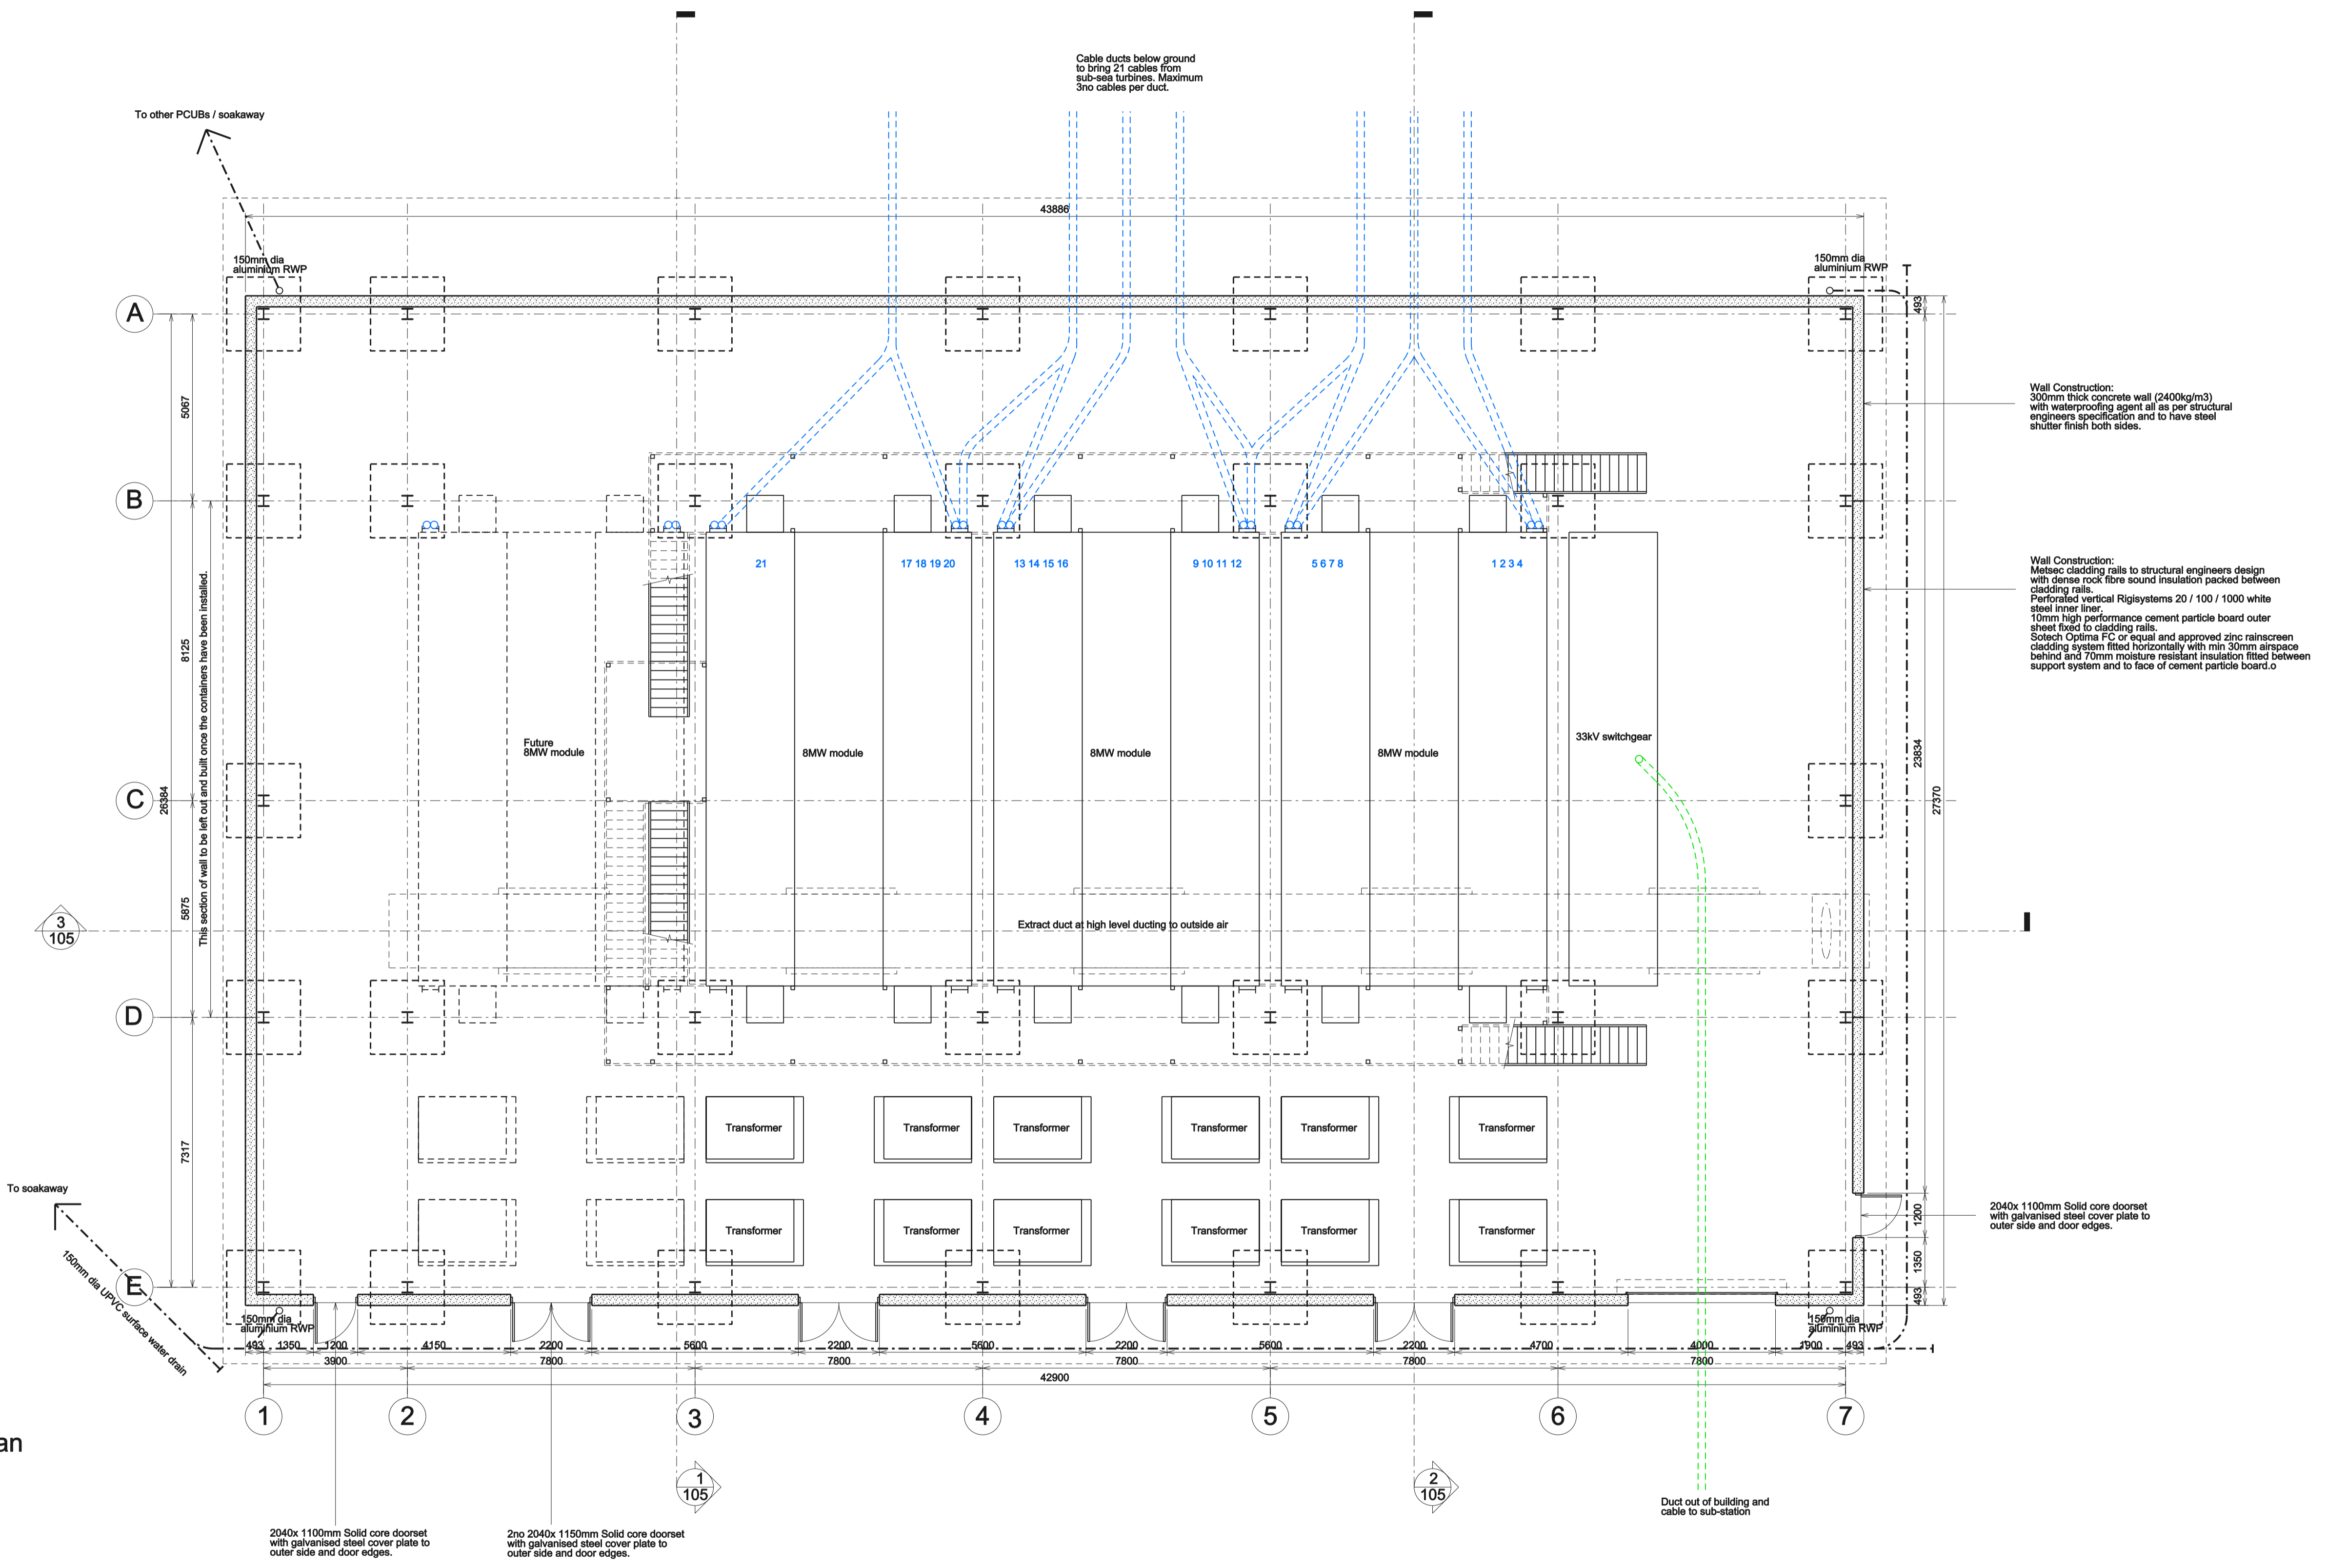 Cable ducts below ground
to bring 21 cables from
sub-sea turbines. Maximum
3no cables per duct.
To other PCUBs / soakaway
43886
150mm dia
aluminium RWP
150mm dia
aluminium RWP
A
493
5067
Wall Construction:
300mm thick concrete wall (2400kg/m3)
with waterproofing agent all as per structural
engineers specification and to have steel
shutter finish both sides.
B
21
17 18 19 20
13 14 15 16
9 10 11 12
5 6 7 8
1 2 3 4
Wall Construction:
Metsec cladding rails to structural engineers design
with dense rock fibre sound insulation packed between
cladding rails.
Perforated vertical Rigisystems 20 / 100 / 1000 white
steel inner liner.
10mm high performance cement particle board outer
sheet fixed to cladding rails.
Sotech Optima FC or equal and approved zinc rainscreen
cladding system fitted horizontally with min 30mm airspace
behind and 70mm moisture resistant insulation fitted between
support system and to face of cement particle board.o
8125
This section of wall to be left out and built once the containers have been installed.
Future
8MW module
8MW module
8MW module
8MW module
33kV switchgear
23834
27370
C
26384
5875
3
105
Extract duct at high level ducting to outside air
D
7317
Transformer
Transformer
Transformer
Transformer
Transformer
Transformer
To soakaway
150mm dia UPVC surface water drain
Transformer
Transformer
Transformer
Transformer
Transformer
Transformer
1200
2040x 1100mm Solid core doorset
with galvanised steel cover plate to
outer side and door edges.
1350
E
493
150mm dia
aluminium RWP
150mm dia
aluminium RWP
493
1350
1200
4150
2200
5600
2200
5600
2200
5600
2200
4700
4000
1900
493
3900
7800
7800
7800
7800
7800
42900
1
2
3
4
5
6
7
an
1
105
2
105
Duct out of building and
cable to sub-station
2040x 1100mm Solid core doorset
with galvanised steel cover plate to
outer side and door edges.
2no 2040x 1150mm Solid core doorset
with galvanised steel cover plate to
outer side and door edges.